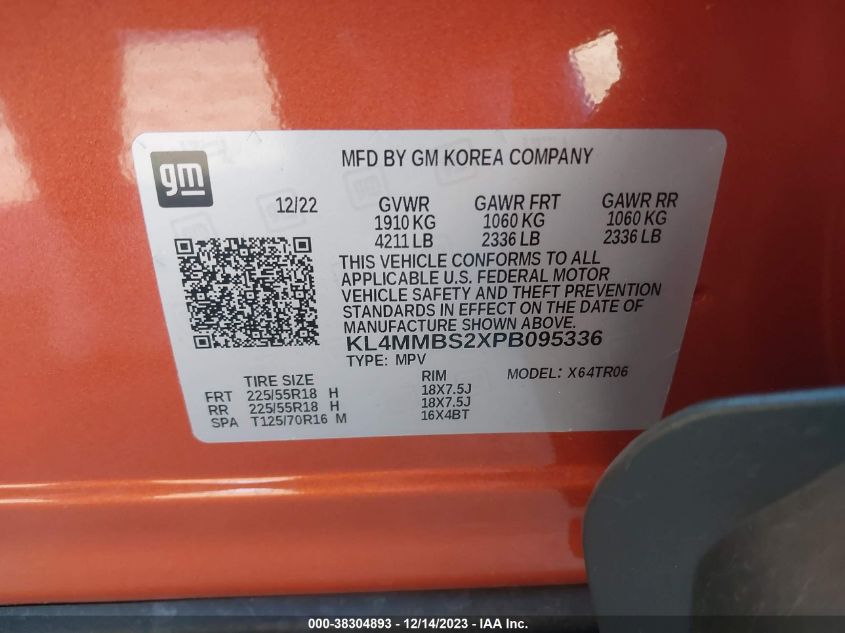 gm
MFD BY GM KOREA COMPANY
12/22 GVWR GAWR FRT GAWR RR
1910 KG 1060 KG 1060 KG
4211 LB 2336 LB 2336 LB
THIS VEHICLE CONFORMS TO ALL
APPLICABLE U.S. FEDERAL MOTOR
VEHICLE SAFETY AND THEFT PREVENTION
STANDARDS IN EFFECT ON THE DATE OF
MANUFACTURE SHOWN ABOVE.
KL4MMBS2XPB095336
TYPE: MPV
TIRE SIZE RIM MODEL: X64TR06
FRT 225/55R18 H 18X7.5J
RR 225/55R18 H 18X7.5J
SPA T125/70R16 M 16X4BT
000-38304893 – 12/14/2023 - IAA Inc.